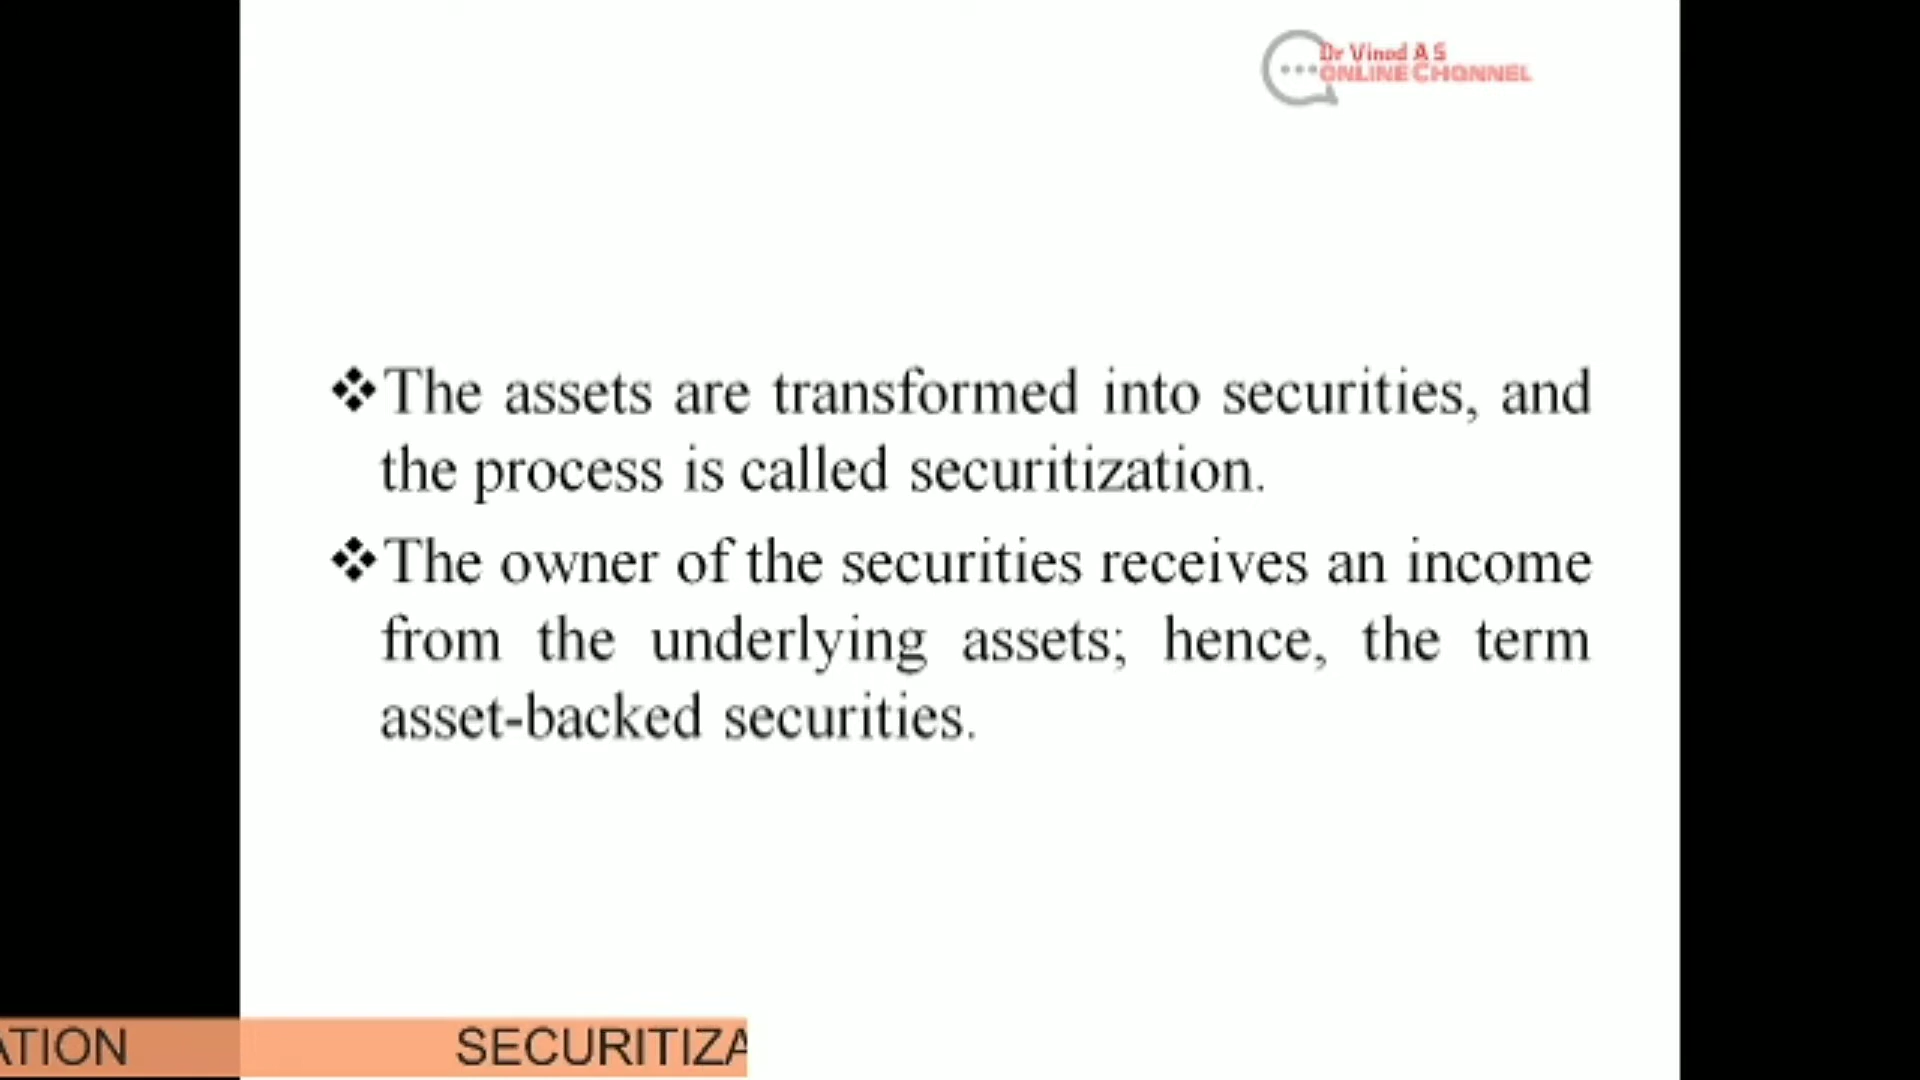 Dr Vinod A S
ONLINE CHANNEL
❖The assets are transformed into securities, and
the process is called securitization.
❖The owner of the securities receives an income
from the underlying assets; hence, the term
asset-backed securities.
ATION SECURITIZA